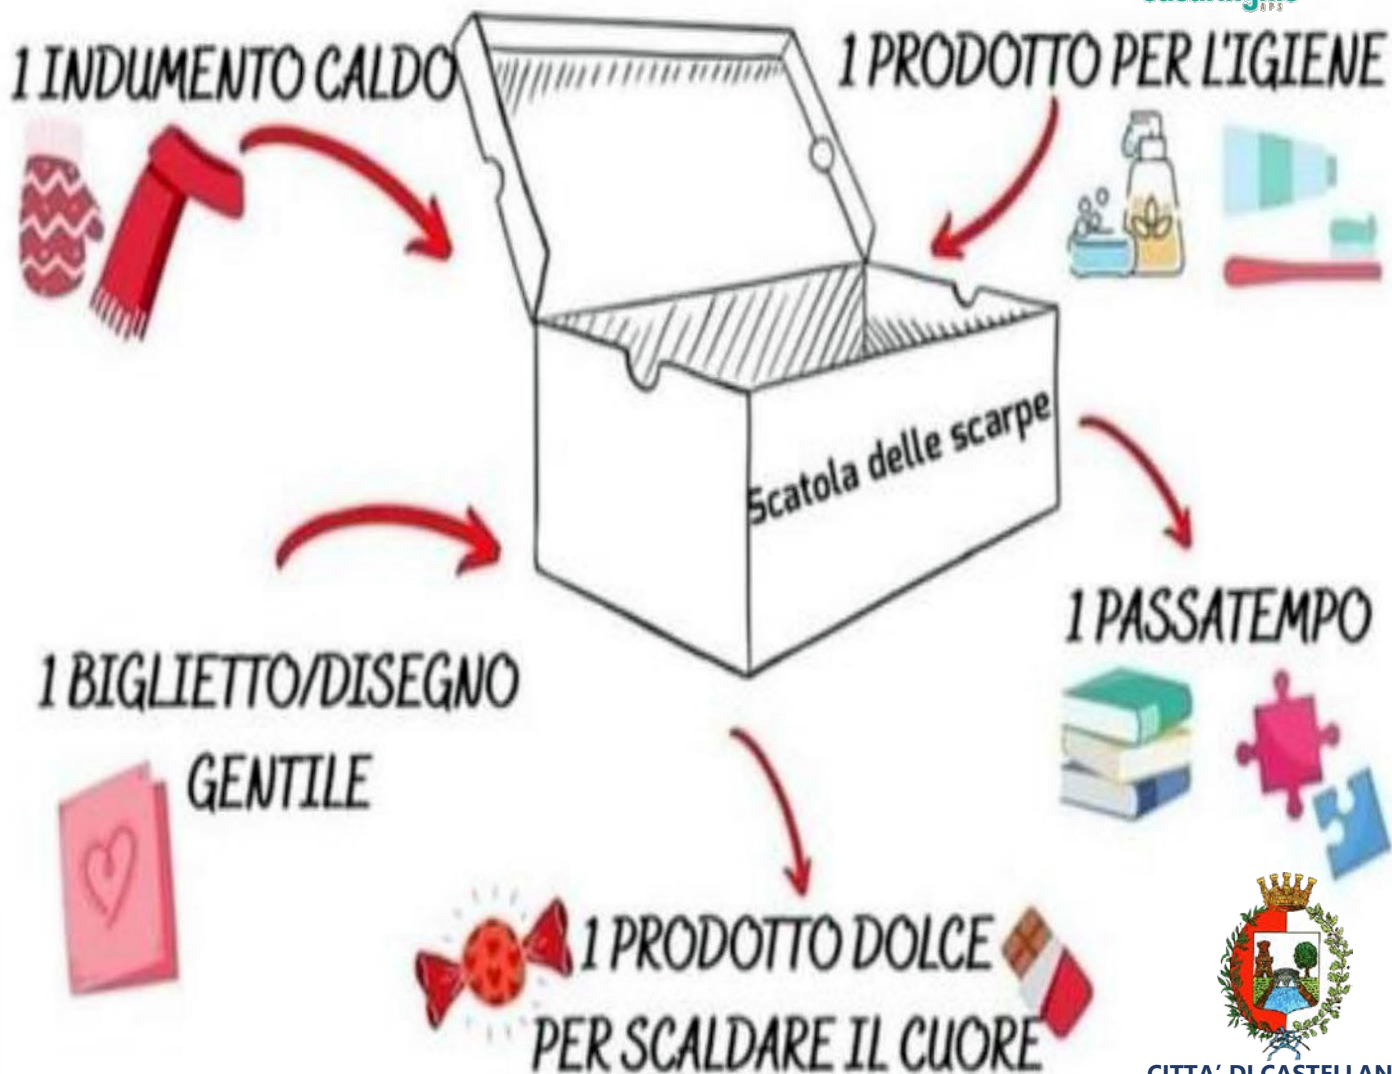 1 INDUMENTO CALDO
1 PRODOTTO PER L'IGIENE
Scatola delle scarpe
1 PASSATEMPO
1 BIGLIETTO/DISEGNO
GENTILE
1 PRODOTTO DOLCE
PER SCALDARE IL CUORE